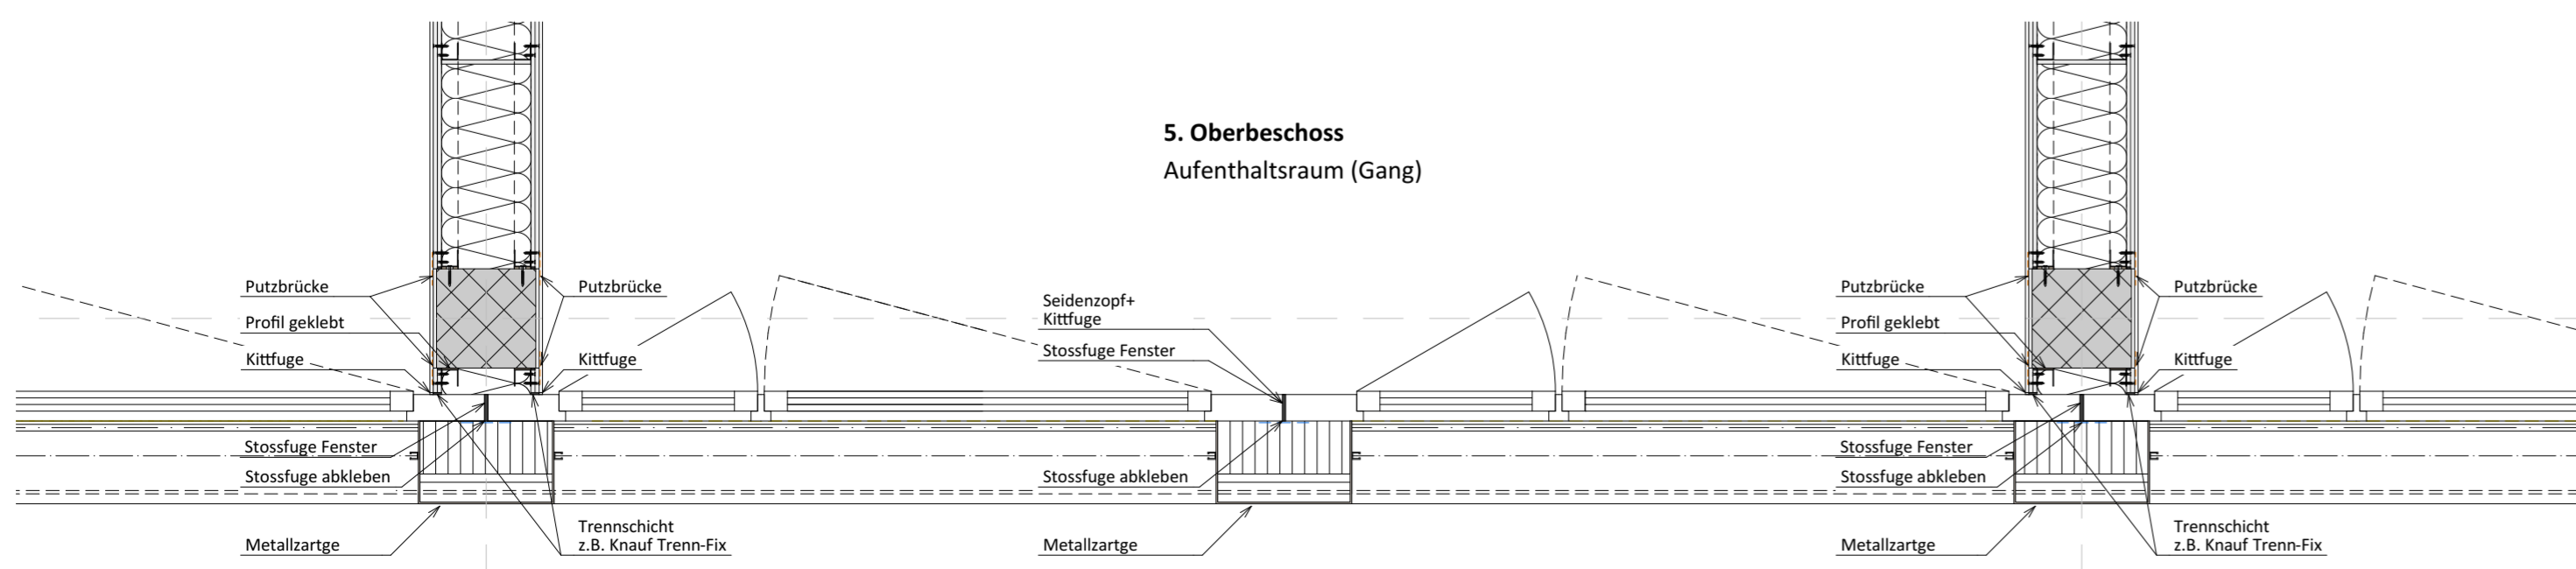 5. Oberbeschoss
Aufenthaltsraum (Gang)
Putzbrücke
Profil geklebt
Kittfuge
Putzbrücke
Kittfuge
Stossfuge Fenster
Stossfuge abkleben
Metallzartge
Trennschicht
z.B. Knauf Trenn-Fix
Seidenzopf+
Kittfuge
Stossfuge Fenster
Stossfuge abkleben
Metallzartge
Putzbrücke
Profil geklebt
Kittfuge
Putzbrücke
Kittfuge
Stossfuge Fenster
Stossfuge abkleben
Metallzartge
Trennschicht
z.B. Knauf Trenn-Fix